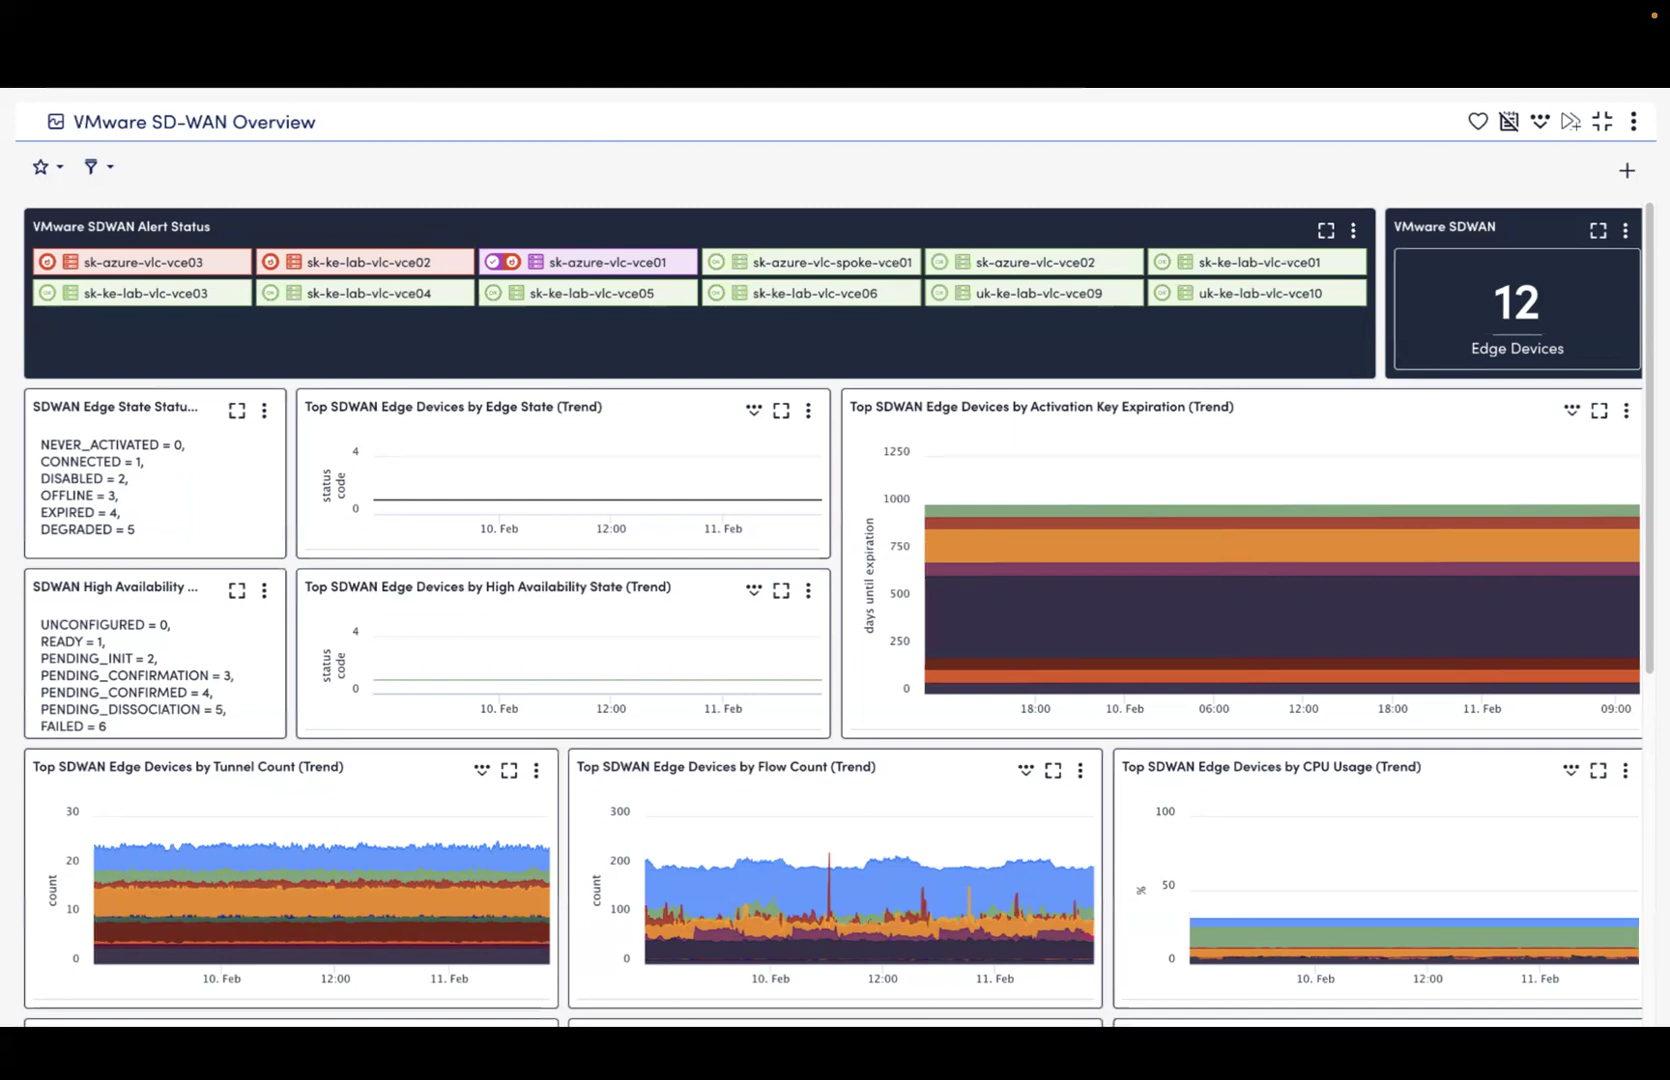 VMware SD-WAN Overview
VMware SDWAN Alert Status
sk-azure-vlc-vce03
sk-ke-lab-vlc-vce02
sk-azure-vlc-vce01
sk-azure-vlc-spoke-vce01
sk-azure-vlc-vce02
sk-ke-lab-vlc-vce01
sk-ke-lab-vlc-vce03
sk-ke-lab-vlc-vce04
sk-ke-lab-vlc-vce05
sk-ke-lab-vlc-vce06
uk-ke-lab-vlc-vce09
uk-ke-lab-vlc-vce10
VMware SDWAN
12
Edge Devices
SDWAN Edge State Statu...
NEVER_ACTIVATED = 0,
CONNECTED = 1,
DISABLED = 2,
OFFLINE = 3,
EXPIRED = 4,
DEGRADED = 5
Top SDWAN Edge Devices by Edge State (Trend)
status code
4
0
10. Feb
12:00
11. Feb
Top SDWAN Edge Devices by Activation Key Expiration (Trend)
days until expiration
1250
1000
750
500
250
0
18:00
10. Feb
06:00
12:00
18:00
11. Feb
09:00
SDWAN High Availability ...
UNCONFIGURED = 0,
READY = 1,
PENDING_INIT = 2,
PENDING_CONFIRMATION = 3,
PENDING_CONFIRMED = 4,
PENDING_DISSOCIATION = 5,
FAILED = 6
Top SDWAN Edge Devices by High Availability State (Trend)
status code
4
0
10. Feb
12:00
11. Feb
Top SDWAN Edge Devices by Tunnel Count (Trend)
count
30
20
10
0
10. Feb
12:00
11. Feb
Top SDWAN Edge Devices by Flow Count (Trend)
count
300
200
100
0
10. Feb
12:00
11. Feb
Top SDWAN Edge Devices by CPU Usage (Trend)
%
100
50
0
10. Feb
12:00
11. Feb